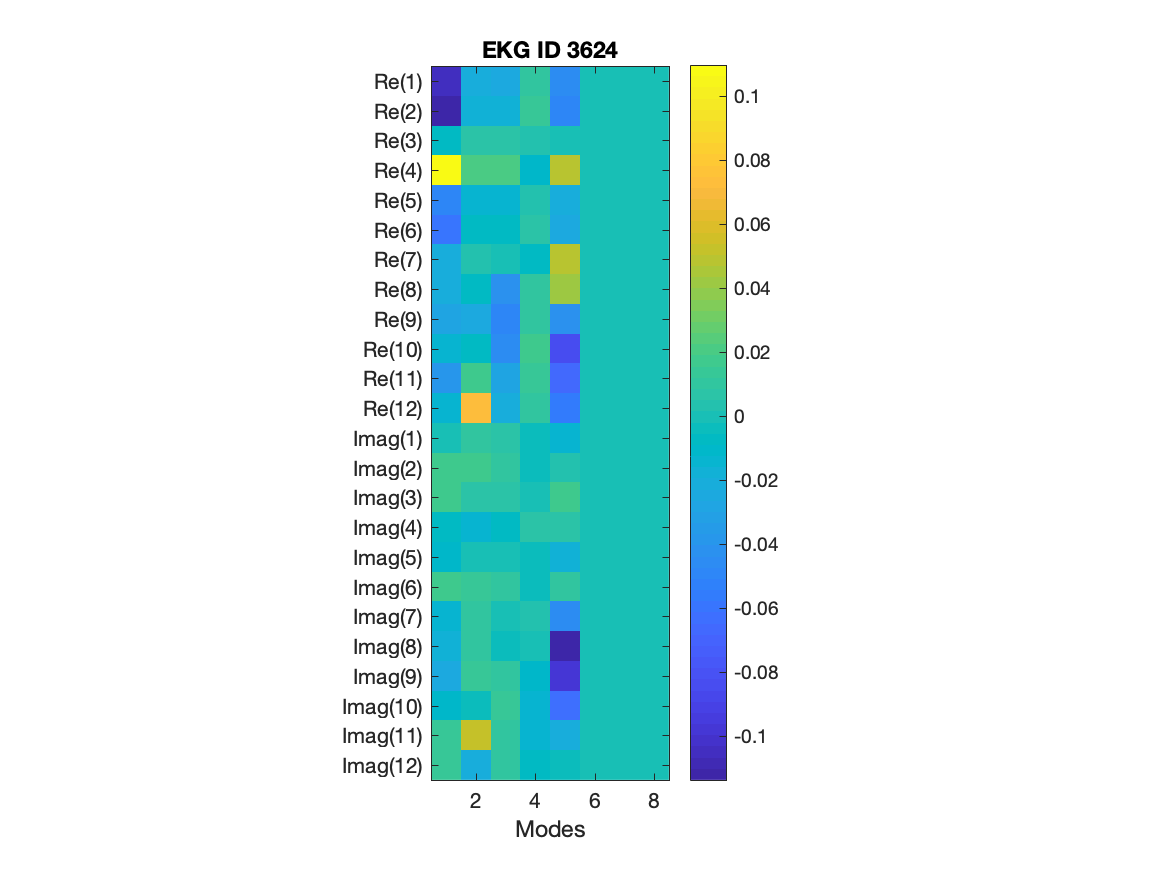 EKG ID 3624
Re(1)
Re(2)
Re(3)
Re(4)
Re(5)
Re(6)
Re(7)
Re(8)
Re(9)
Re(10)
Re(11)
Re(12)
Imag(1)
Imag(2)
Imag(3)
Imag(4)
Imag(5)
Imag(6)
Imag(7)
Imag(8)
Imag(9)
Imag(10)
Imag(11)
Imag(12)
2 4 6 8
Modes
0.1
0.08
0.06
0.04
0.02
0
-0.02
-0.04
-0.06
-0.08
-0.1